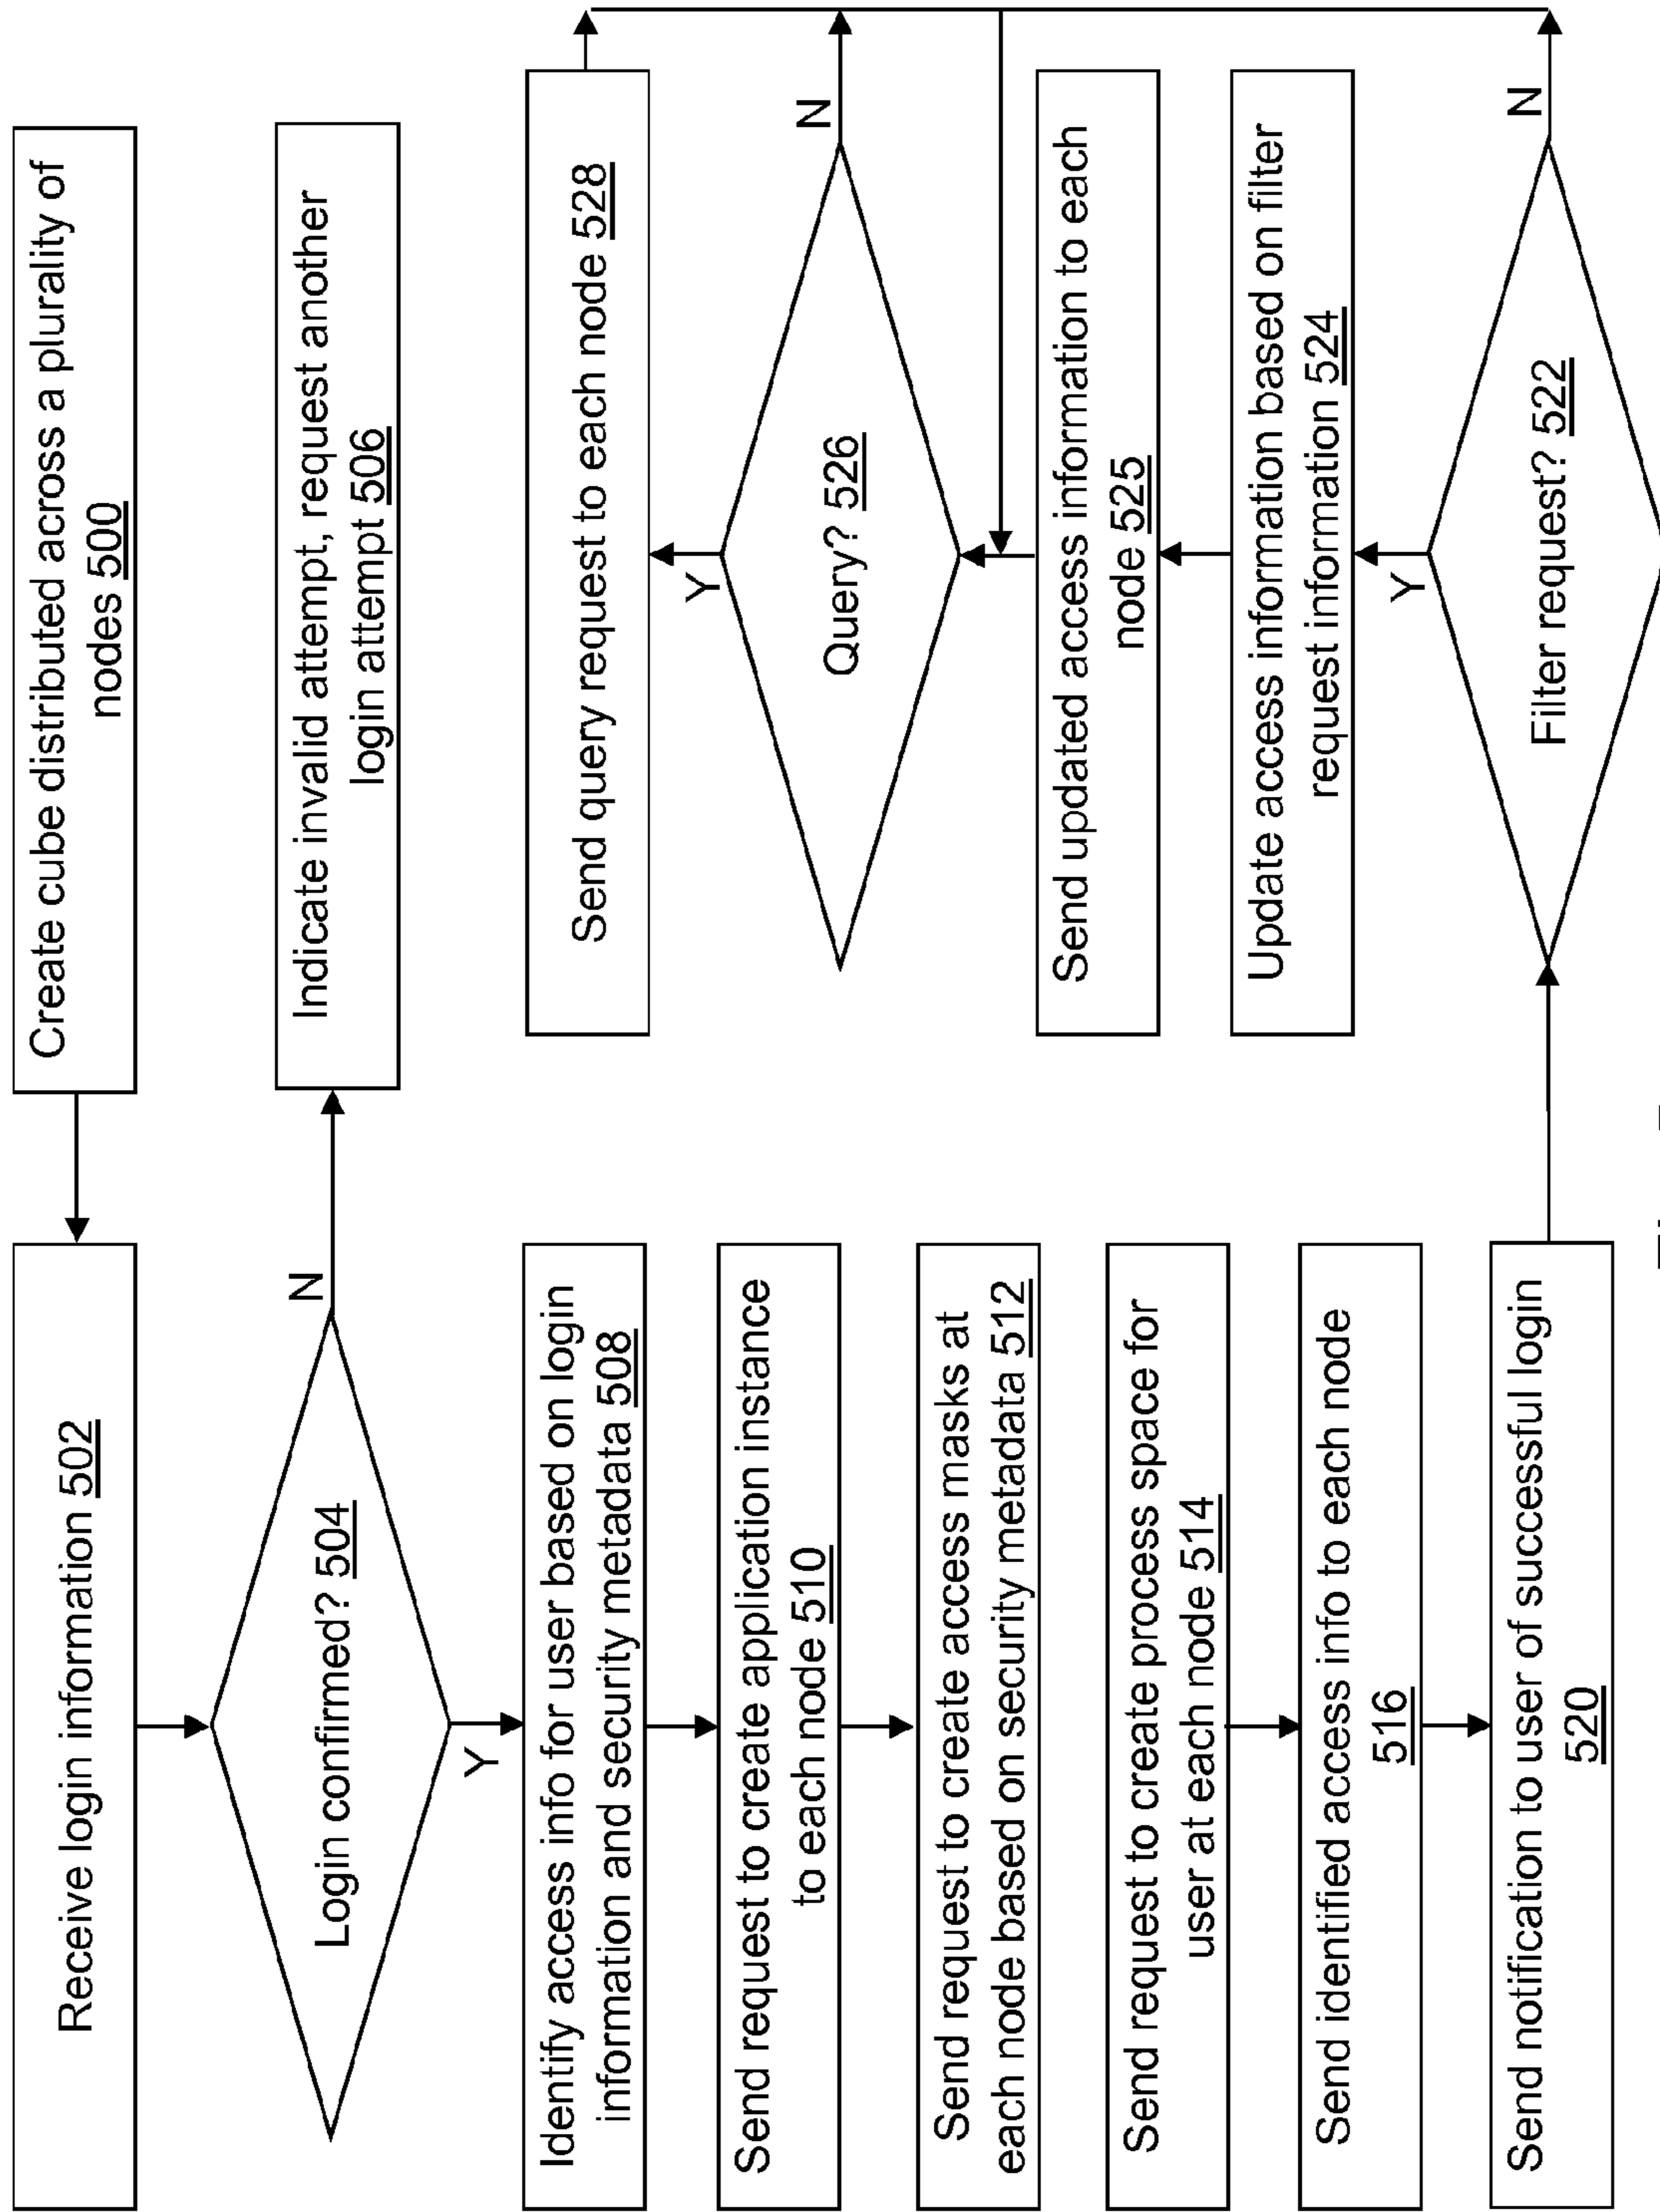 Create cube distributed across a plurality of
nodes 500
Receive login information 502
Login confirmed? 504
N
Indicate invalid attempt, request another
login attempt 506
Y
Identify access info for user based on login
information and security metadata 508
Send request to create application instance
to each node 510
Send request to create access masks at
each node based on security metadata 512
Send request to create process space for
user at each node 514
Send identified access info to each node
516
Send notification to user of successful login
520
Filter request? 522
N
Y
Update access information based on filter
request information 524
Send updated access information to each
node 525
Query? 526
N
Y
Send query request to each node 528